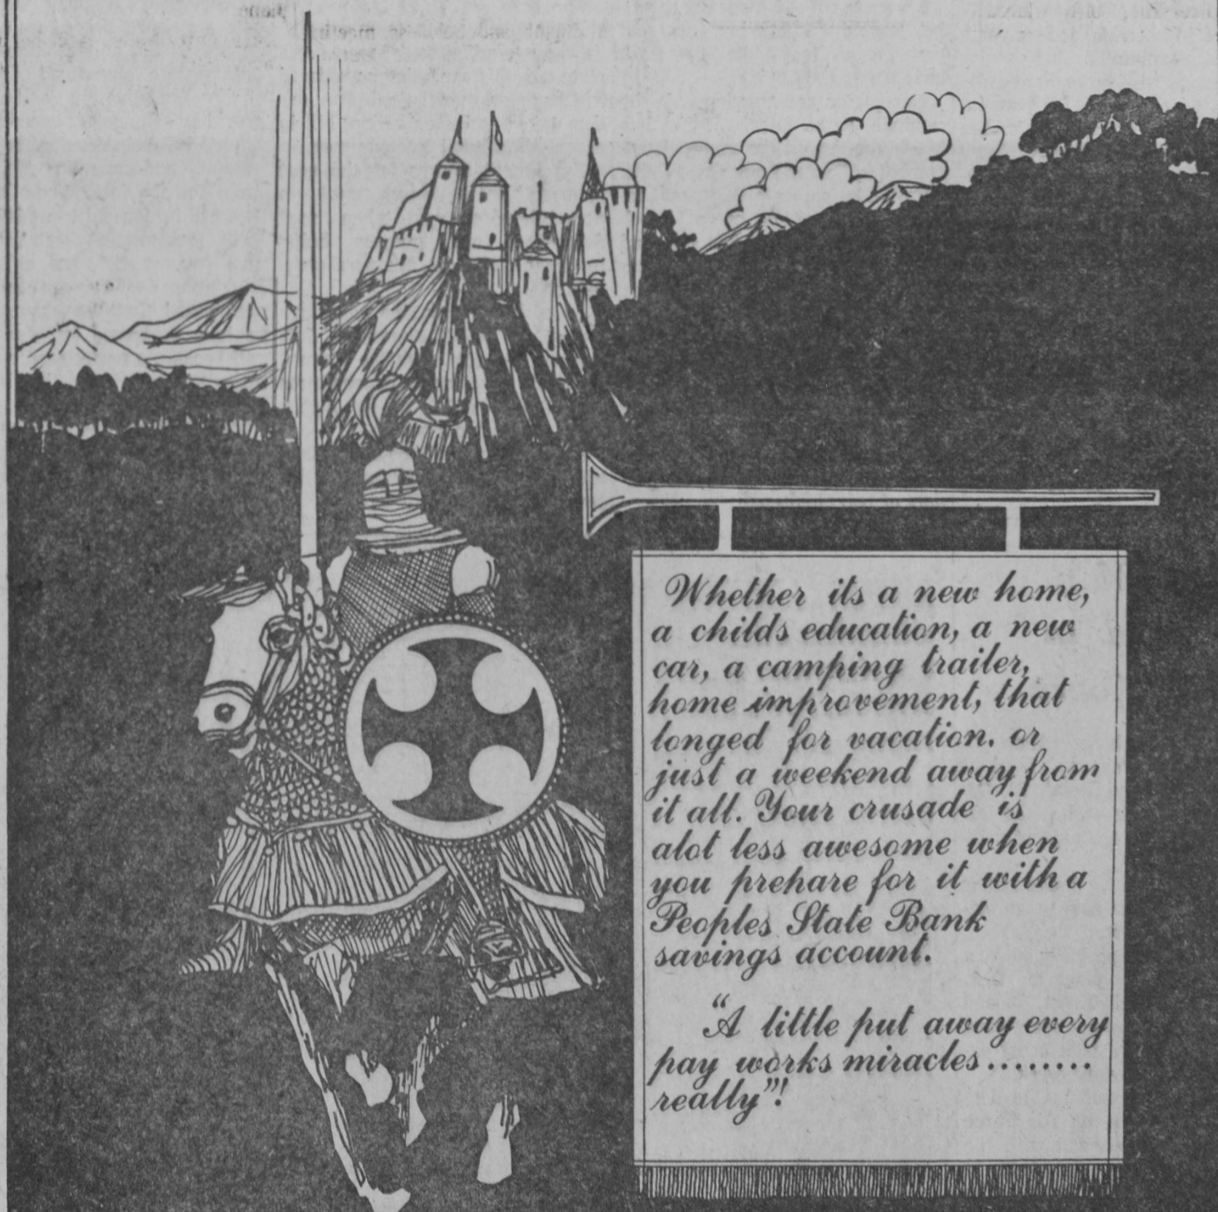 Whether its a new home,
a childs education, a new
car, a camping trailer,
home improvement, that
longed for vacation. or
just a weekend away from
it all. Your crusade is
alot less awesome when
you prehare for it with a
Peoples State Bank
savings account.
"A little put away every
pay works miracles........
really"!